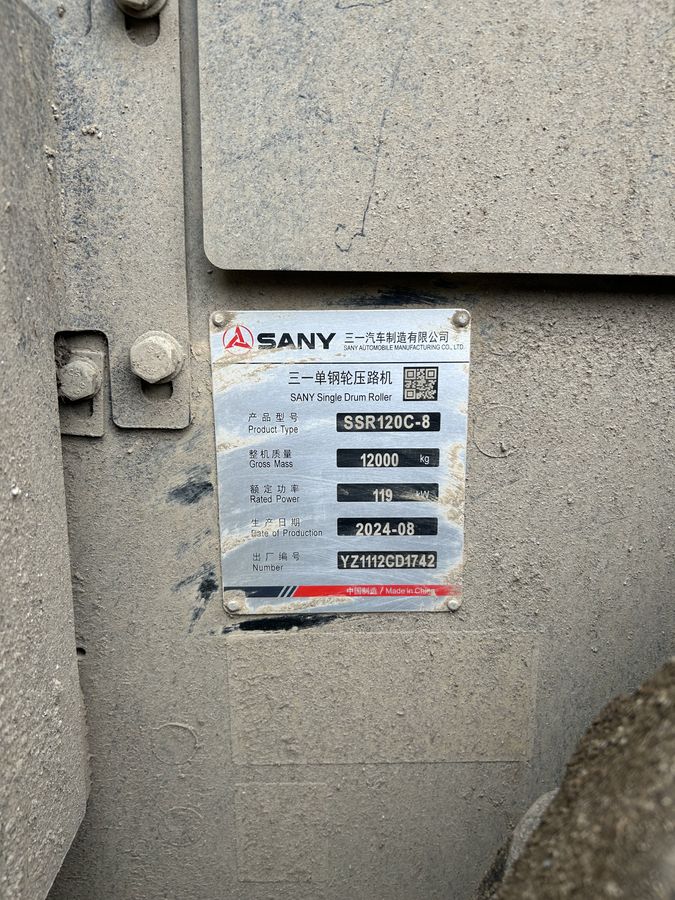 SANY 三一汽车制造有限公司
SANY AUTOMOBILE MANUFACTURING CO., LTD.
三一单钢轮压路机
SANY Single Drum Roller
产品型号 SSR120C-8
Product Type
整机质量 12000 kg
Gross Mass
额定功率 119 kW
Rated Power
生产日期 2024-08
Date of Production
出厂编号 YZ1112CD1742
Number
中国制造 / Made in China